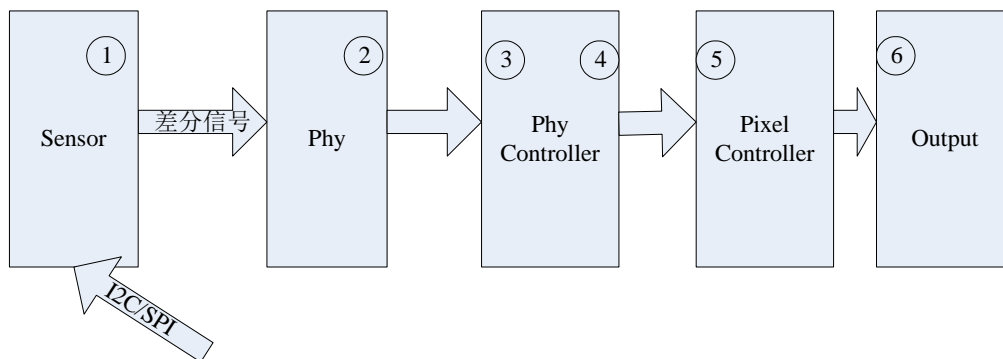 ①
②
③
④
⑤
⑥
Sensor
差分信号
Phy
Phy
Controller
Pixel
Controller
Output
I2C/SPI